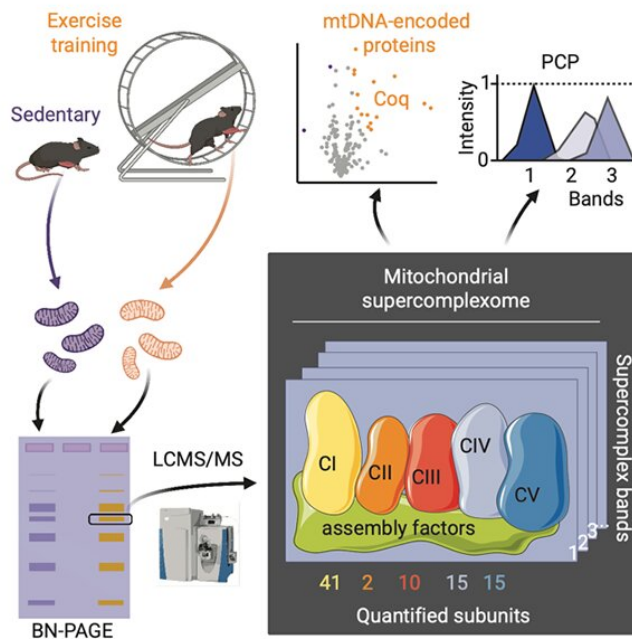 Exercise
training
Sedentary
mtDNA-encoded
proteins
Coq
PCP
1
0
Intensity
1 2 3
Bands
Mitochondrial
supercomplexome
CI
CII
CIII
CIV
CV
assembly factors
1 2 3..
Supercomplex bands
41 2 10 15 15
Quantified subunits
LCMS/MS
BN-PAGE